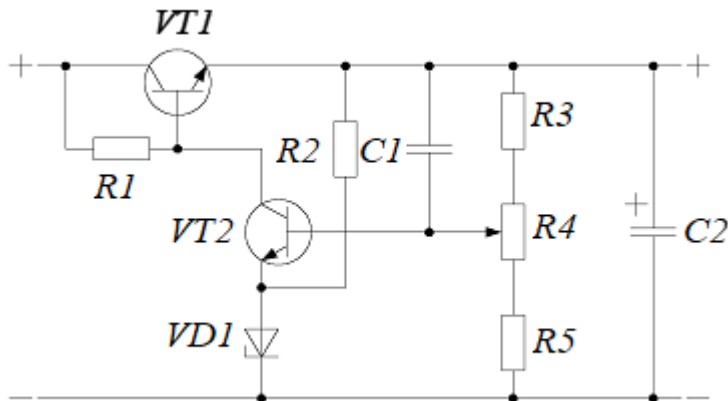 VT1
+ +
R1
R2
C1
R3
VT2
R4
+
C2
VD1
R5
— —